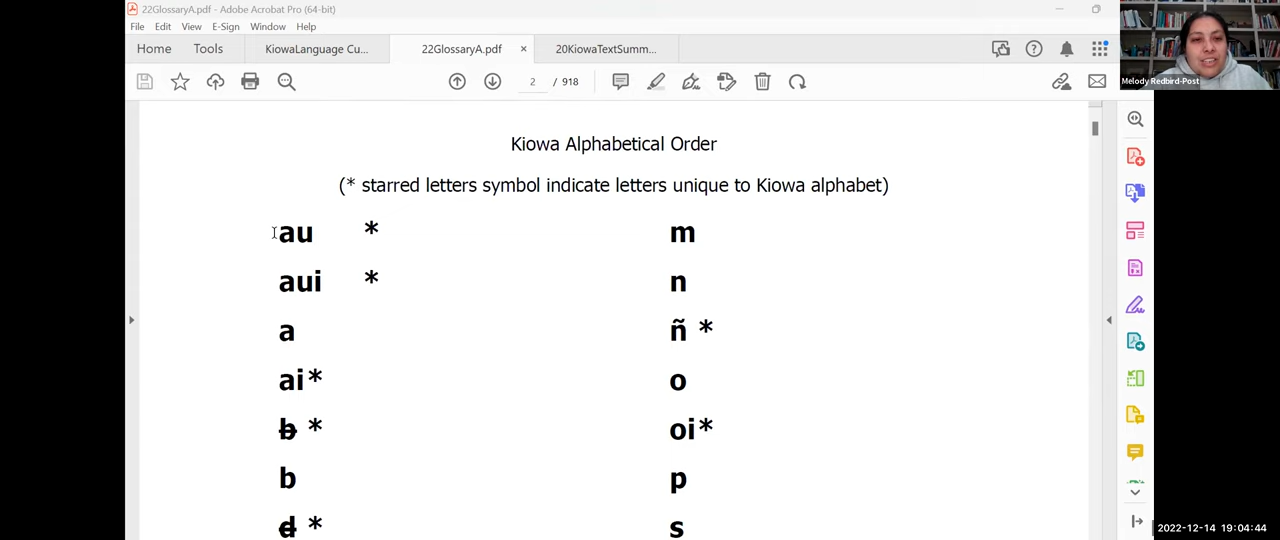 22GlossaryA.pdf - Adobe Acrobat Pro (64-bit)
File Edit View E-Sign Window Help
Home Tools KiowaLanguage Cu... 22GlossaryA.pdf × 20KiowaTextSumm...
2 / 918
Melody Redbird-Post
Kiowa Alphabetical Order
(* starred letters symbol indicate letters unique to Kiowa alphabet)
au *
aui *
a
ai*
b̶ *
b
d̶ *
m
n
ñ *
o
oi*
p
s
2022-12-14 19:04:44